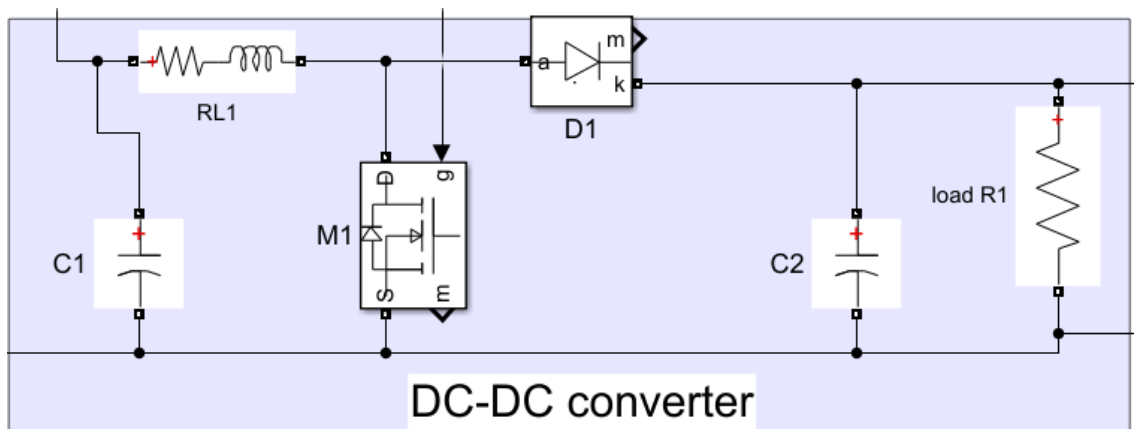 m
a
k
RL1
D1
D
g
load R1
M1
C1
C2
S
m
DC-DC converter